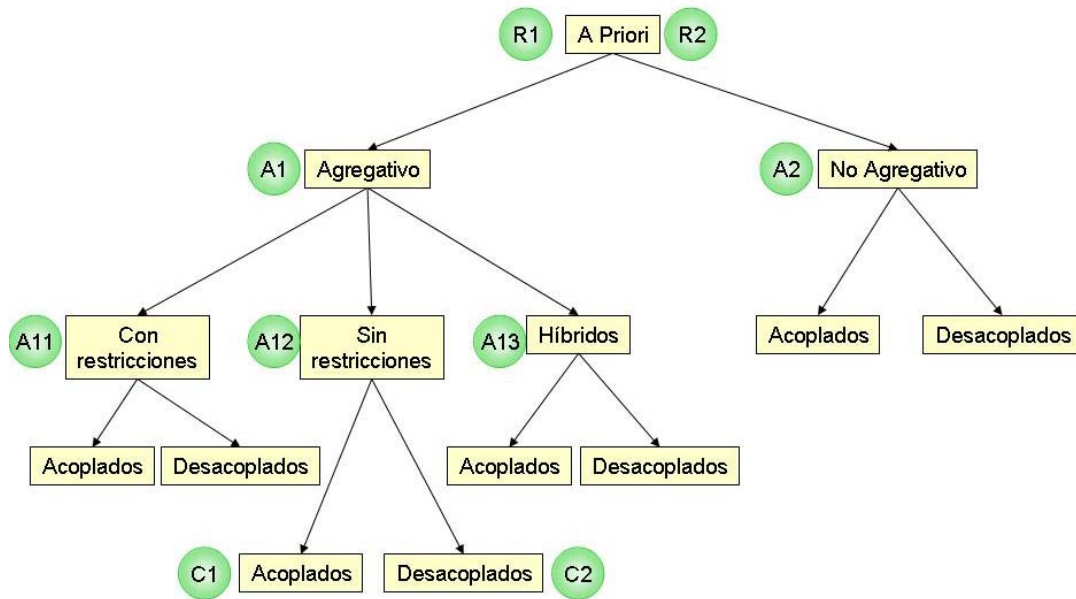 R1
A Priori
R2
A1
Agregativo
A2
No Agregativo
A11
Con
restricciones
A12
Sin
restricciones
A13
Híbridos
Acoplados
Desacoplados
Acoplados
Desacoplados
Acoplados
Desacoplados
C1
Acoplados
Desacoplados
C2